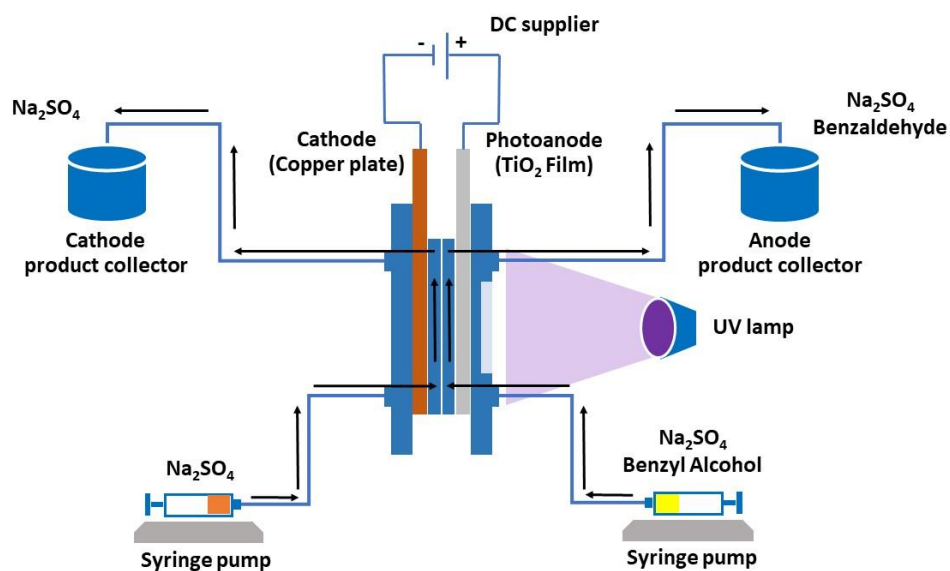 DC supplier
- +
Na₂SO₄
Cathode
(Copper plate)
Photoanode
(TiO₂ Film)
Na₂SO₄
Benzaldehyde
Cathode
product collector
Anode
product collector
UV lamp
Na₂SO₄
Syringe pump
Na₂SO₄
Benzyl Alcohol
Syringe pump